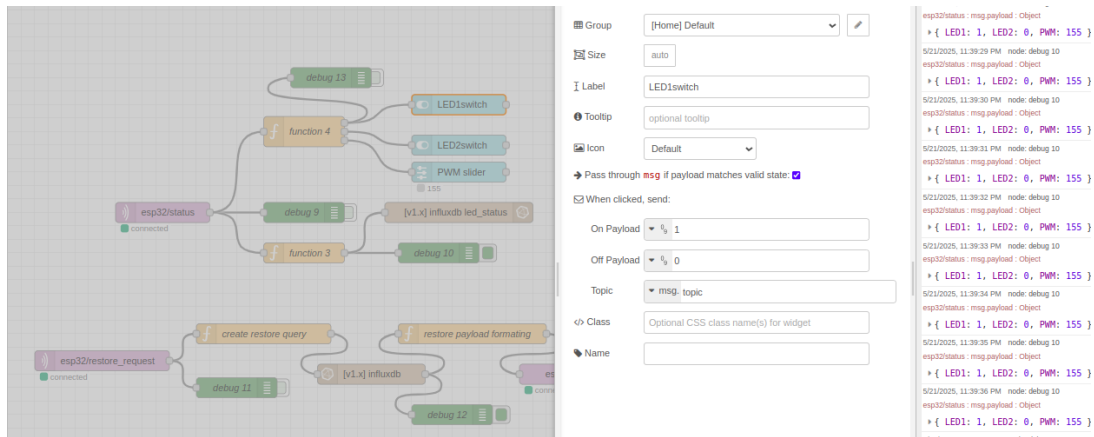 debug 13
LED1switch
function 4
LED2switch
PWM slider
155
esp32/status
connected
debug 9
[v1.x] influxdb led_status
function 3
debug 10
create restore query
restore payload formating
esp32/restore_request
connected
[v1.x] influxdb
es
conn
debug 11
debug 12
Group
[Home] Default
Size
auto
Label
LED1switch
Tooltip
optional tooltip
Icon
Default
Pass through msg if payload matches valid state:
When clicked, send:
On Payload
1
Off Payload
0
Topic
msg. topic
Class
Optional CSS class name(s) for widget
Name
esp32/status : msg.payload : Object
{ LED1: 1, LED2: 0, PWM: 155 }
5/21/2025, 11:39:29 PM node: debug 10
esp32/status : msg.payload : Object
{ LED1: 1, LED2: 0, PWM: 155 }
5/21/2025, 11:39:30 PM node: debug 10
esp32/status : msg.payload : Object
{ LED1: 1, LED2: 0, PWM: 155 }
5/21/2025, 11:39:31 PM node: debug 10
esp32/status : msg.payload : Object
{ LED1: 1, LED2: 0, PWM: 155 }
5/21/2025, 11:39:32 PM node: debug 10
esp32/status : msg.payload : Object
{ LED1: 1, LED2: 0, PWM: 155 }
5/21/2025, 11:39:33 PM node: debug 10
esp32/status : msg.payload : Object
{ LED1: 1, LED2: 0, PWM: 155 }
5/21/2025, 11:39:34 PM node: debug 10
esp32/status : msg.payload : Object
{ LED1: 1, LED2: 0, PWM: 155 }
5/21/2025, 11:39:35 PM node: debug 10
esp32/status : msg.payload : Object
{ LED1: 1, LED2: 0, PWM: 155 }
5/21/2025, 11:39:36 PM node: debug 10
esp32/status : msg.payload : Object
{ LED1: 1, LED2: 0, PWM: 155 }